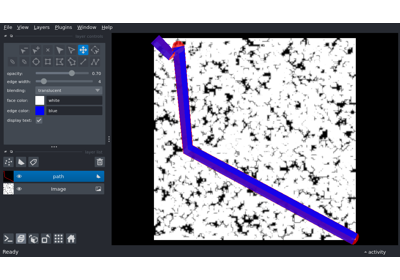 File View Layers Plugins Window Help
opacity: 0.70
edge width: 4
blending: translucent
face color: white
edge color: blue
display text:
path
Image
Ready
activity